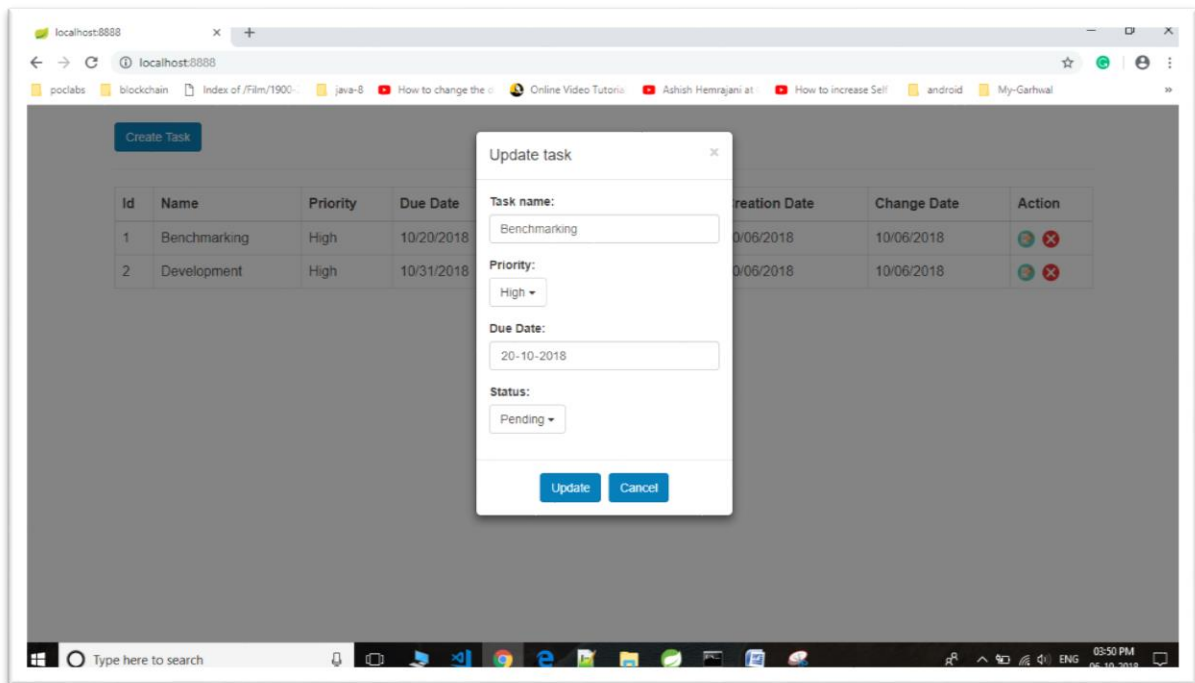 localhost:8888
localhost:8888
poclabs blockchain Index of /Film/1900- java-8 How to change the Online Video Tutoria Ashish Hemrajani at How to increase Self android My-Garhwal
Create Task
Update task
Id Name Priority Due Date reation Date Change Date Action
1 Benchmarking High 10/20/2018 0/06/2018 10/06/2018
2 Development High 10/31/2018 0/06/2018 10/06/2018
Task name:
Benchmarking
Priority:
High
Due Date:
20-10-2018
Status:
Pending
Update Cancel
Type here to search
ENG
03:50 PM
06-10-2018